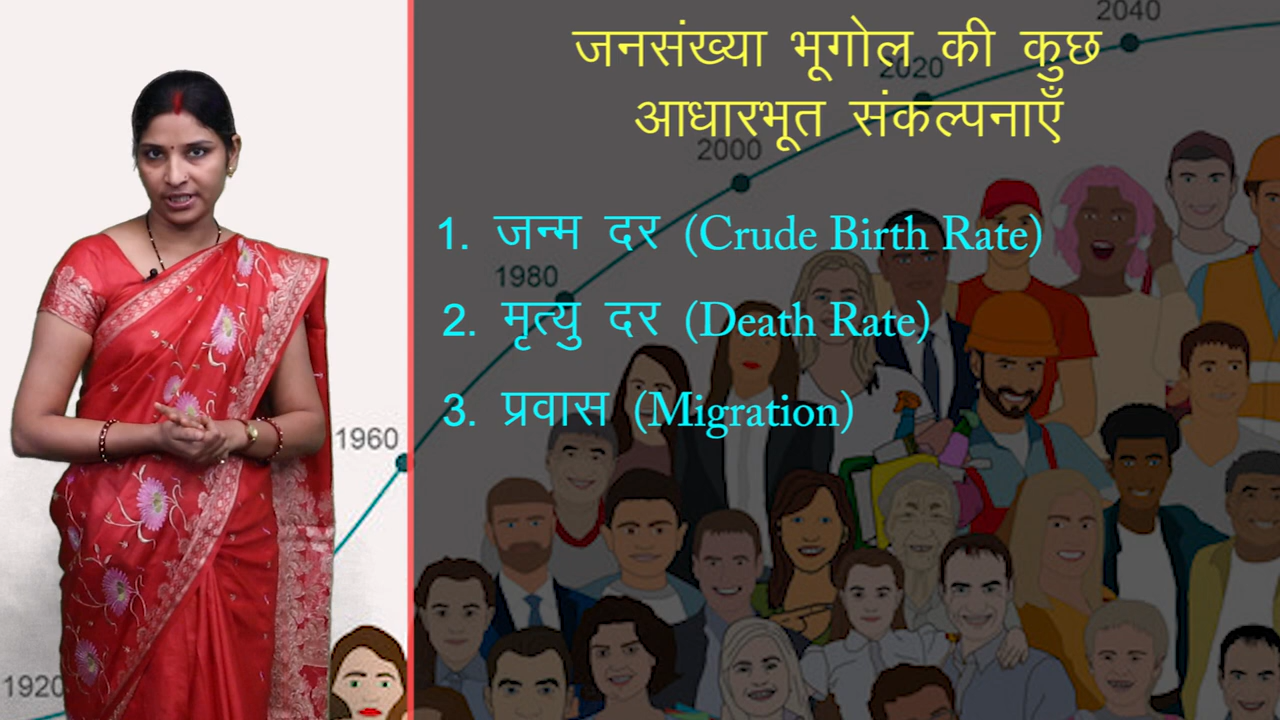 जनसंख्या भूगोल की कुछ
आधारभूत संकल्पनाएँ
1. जन्म दर (Crude Birth Rate)
2. मृत्यु दर (Death Rate)
3. प्रवास (Migration)
1920
1960
1980
2000
2020
2040